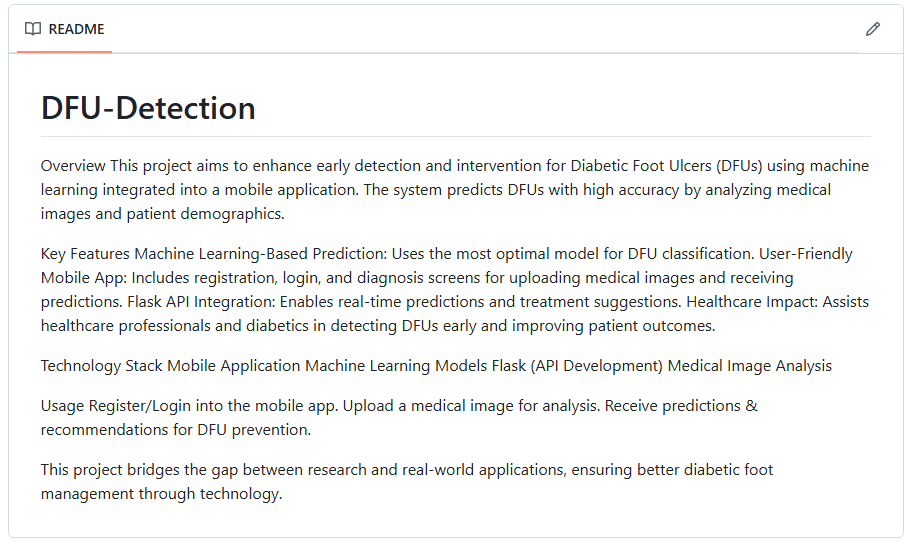 README
DFU-Detection
Overview This project aims to enhance early detection and intervention for Diabetic Foot Ulcers (DFUs) using machine
learning integrated into a mobile application. The system predicts DFUs with high accuracy by analyzing medical
images and patient demographics.
Key Features Machine Learning-Based Prediction: Uses the most optimal model for DFU classification. User-Friendly
Mobile App: Includes registration, login, and diagnosis screens for uploading medical images and receiving
predictions. Flask API Integration: Enables real-time predictions and treatment suggestions. Healthcare Impact: Assists
healthcare professionals and diabetics in detecting DFUs early and improving patient outcomes.
Technology Stack Mobile Application Machine Learning Models Flask (API Development) Medical Image Analysis
Usage Register/Login into the mobile app. Upload a medical image for analysis. Receive predictions &
recommendations for DFU prevention.
This project bridges the gap between research and real-world applications, ensuring better diabetic foot
management through technology.